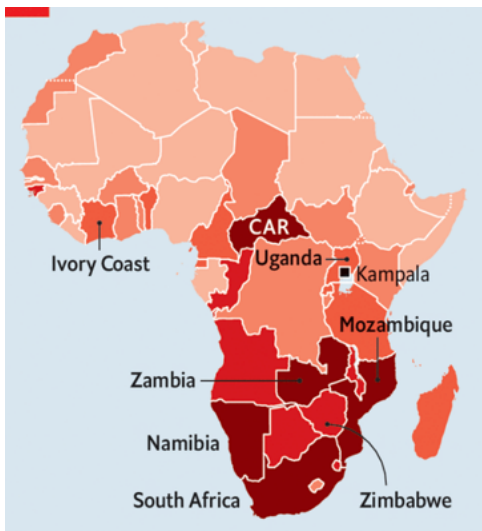 CAR
Ivory Coast
Uganda
Kampala
Mozambique
Zambia
Namibia
South Africa
Zimbabwe